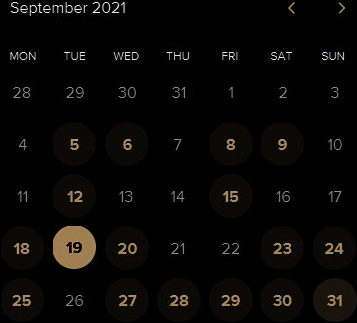 September 2021
MON TUE WED THU FRI SAT SUN
28 29 30 31 1 2 3
4 5 6 7 8 9 10
11 12 13 14 15 16 17
18 19 20 21 22 23 24
25 26 27 28 29 30 31